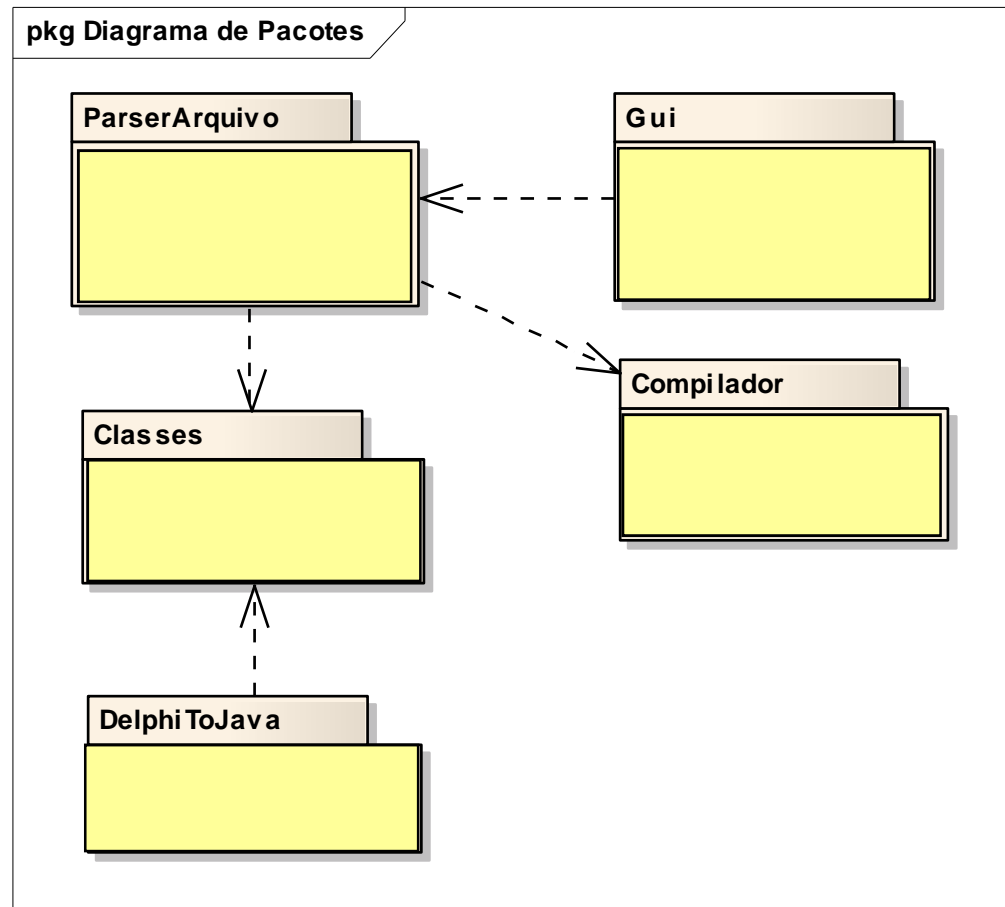 pkg Diagrama de Pacotes
ParserArquivo
Gui
Compilador
Classes
DelphiToJava